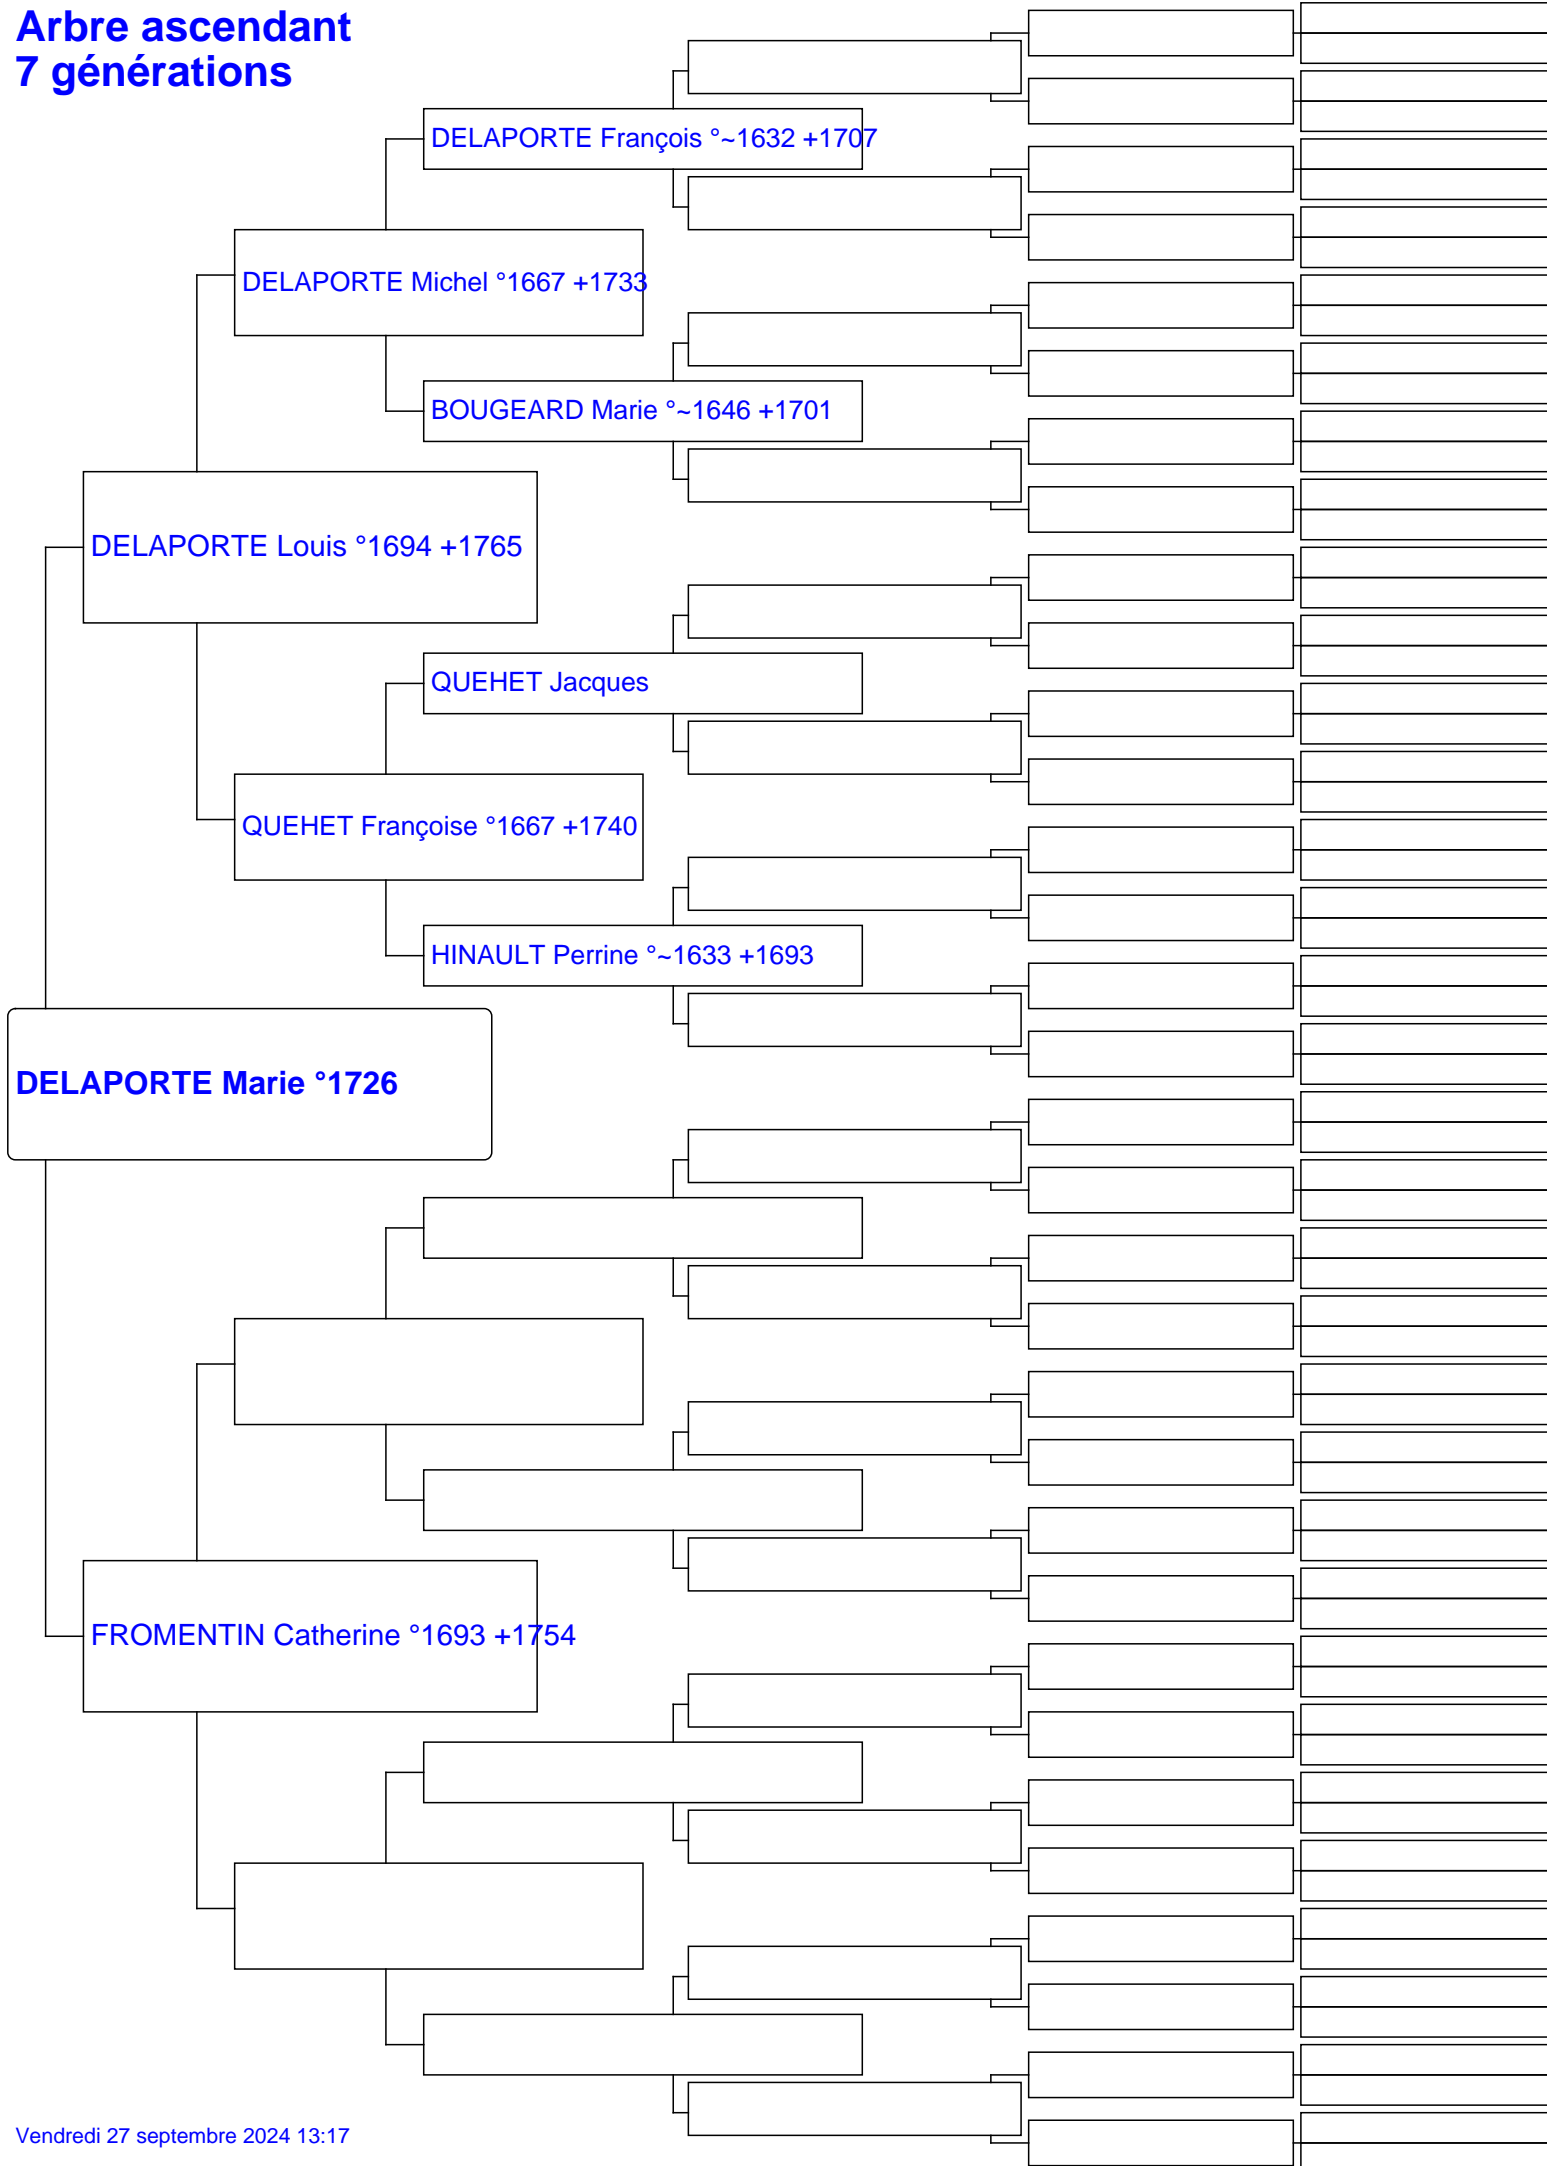 Arbre ascendant
7 générations
DELAPORTE François °~1632 +1707
DELAPORTE Michel °1667 +1733
BOUGEARD Marie °~1646 +1701
DELAPORTE Louis °1694 +1765
QUEHET Jacques
QUEHET Françoise °1667 +1740
HINAULT Perrine °~1633 +1693
DELAPORTE Marie °1726
FROMENTIN Catherine °1693 +1754
Vendredi 27 septembre 2024 13:17